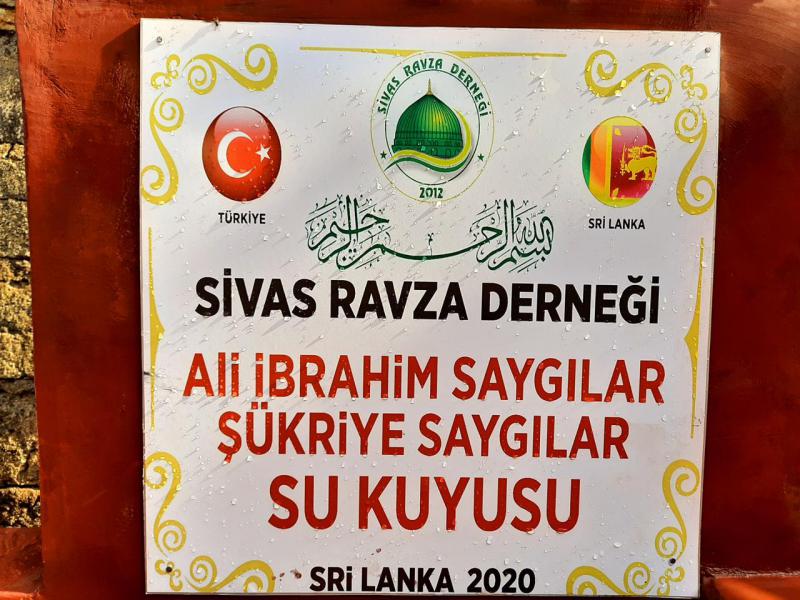 SİVAS RAVZA DERNEĞİ
2012
TÜRKİYE
SRİ LANKA
بسم الله الرحمن الرحيم
SİVAS RAVZA DERNEĞİ
Ali İBRAHİM SAYGILAR
ŞÜKRİYE SAYGILAR
SU KUYUSU
SRİ LANKA 2020